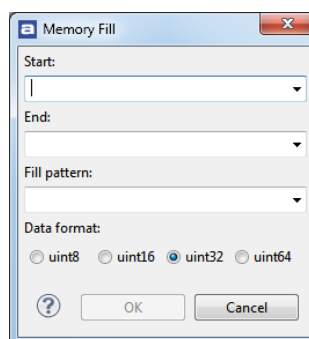 a Memory Fill
Start:
End:
Fill pattern:
Data format:
uint8 uint16 uint32 uint64
? OK Cancel